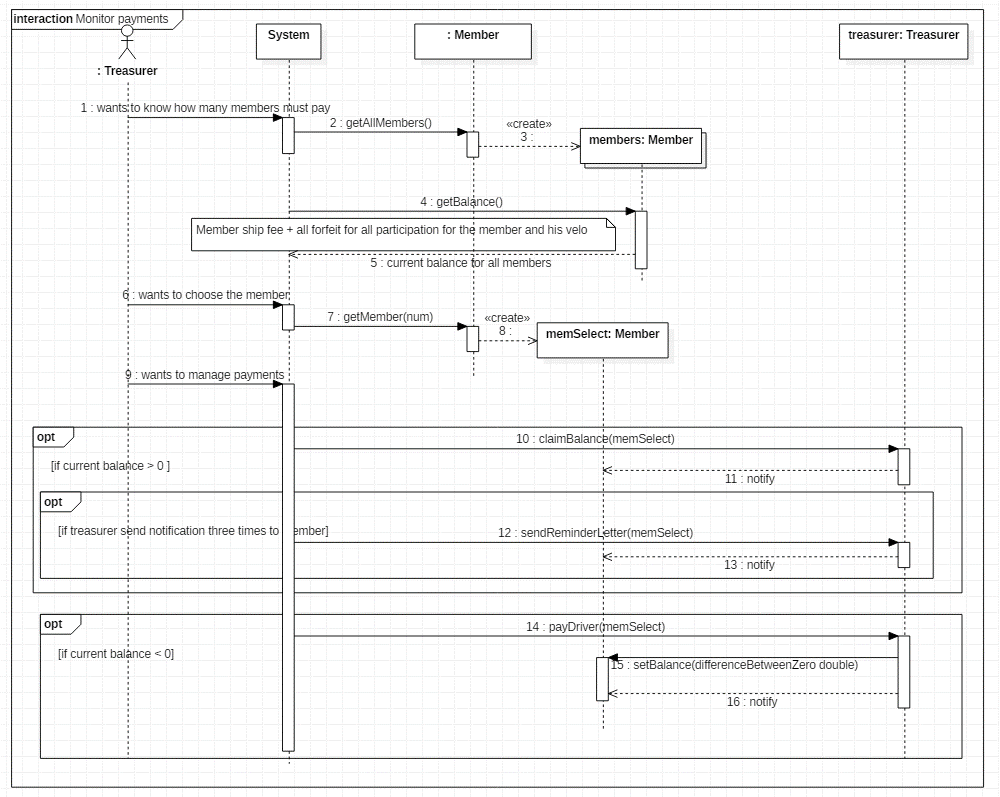 interaction Monitor payments
System
: Member
treasurer: Treasurer
: Treasurer
1 : wants to know how many members must pay
2 : getAllMembers()
«create»
3 :
members: Member
4 : getBalance()
Member ship fee + all forfeit for all participation for the member and his velo
5 : current balance for all members
6 : wants to choose the member
7 : getMember(num)
«create»
8 :
memSelect: Member
9 : wants to manage payments
opt
10 : claimBalance(memSelect)
[if current balance > 0 ]
11 : notify
opt
[if treasurer send notification three times to member]
12 : sendReminderLetter(memSelect)
13 : notify
opt
14 : payDriver(memSelect)
[if current balance < 0]
15 : setBalance(differenceBetweenZero double)
16 : notify